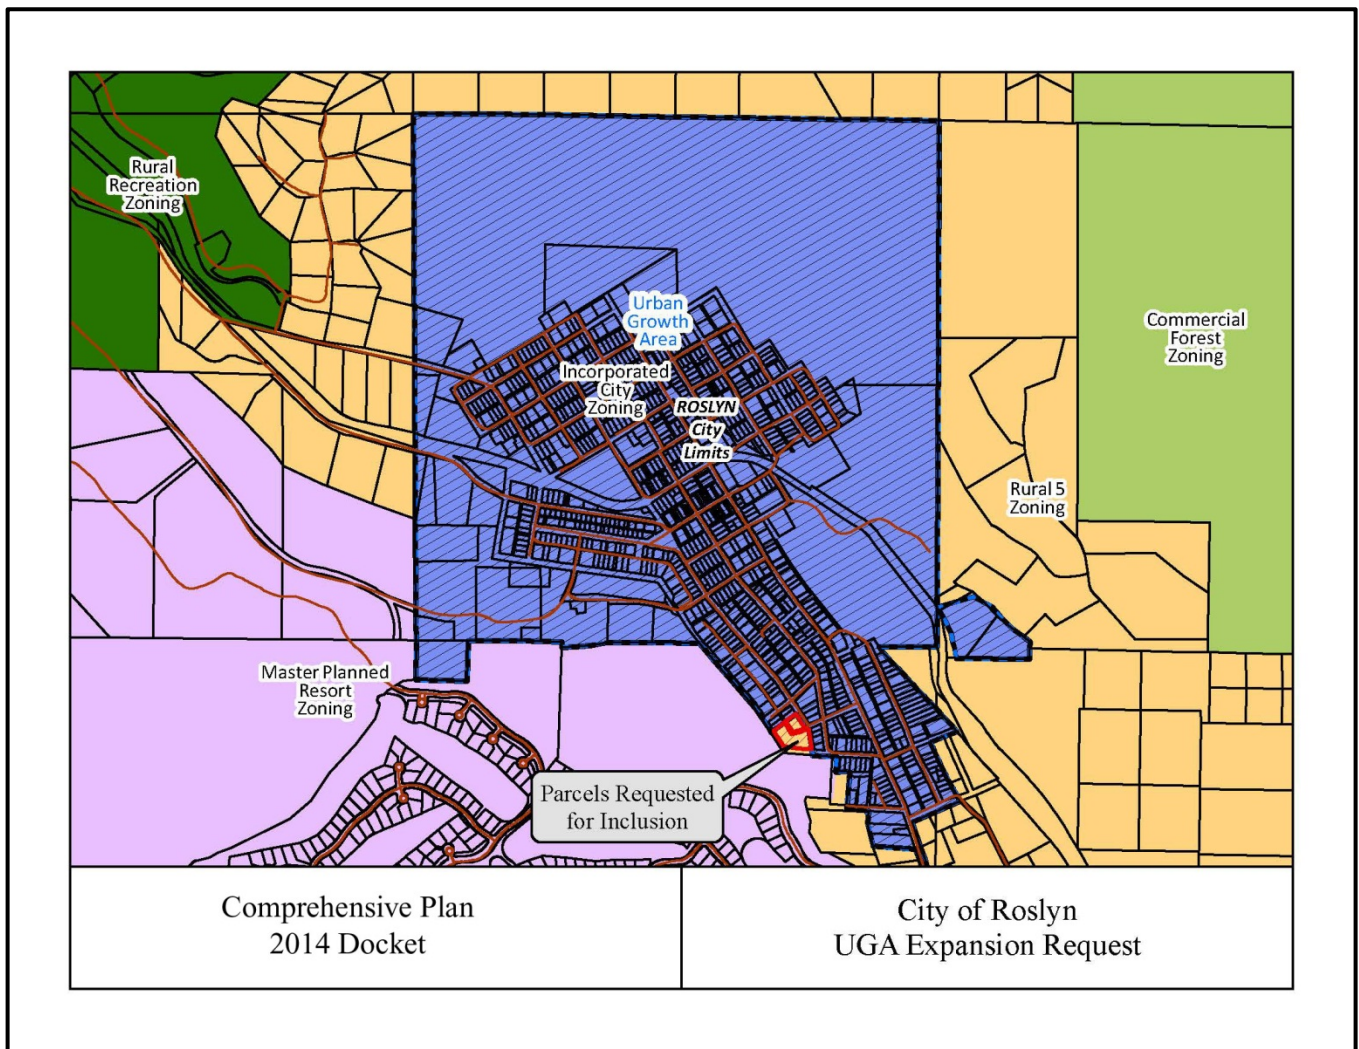 Rural
Recreation
Zoning
Urban
Growth
Area
Incorporated
City
Zoning
ROSLYN
City
Limits
Commercial
Forest
Zoning
Rural 5
Zoning
Master Planned
Resort
Zoning
Parcels Requested
for Inclusion
Comprehensive Plan
2014 Docket
City of Roslyn
UGA Expansion Request